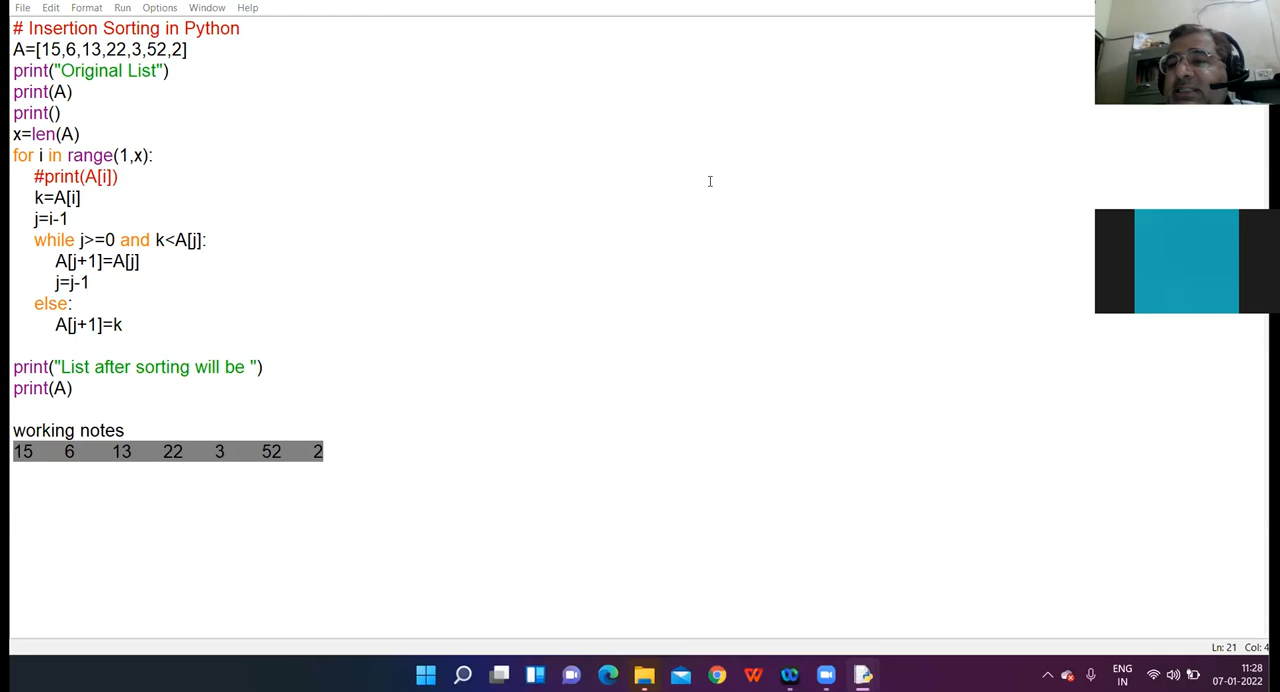 File Edit Format Run Options Window Help
# Insertion Sorting in Python
A=[15,6,13,22,3,52,2]
print("Original List")
print(A)
print()
x=len(A)
for i in range(1,x):
#print(A[i])
k=A[i]
j=i-1
while j>=0 and k<A[j]:
A[j+1]=A[j]
j=j-1
else:
A[j+1]=k
print("List after sorting will be ")
print(A)
working notes
15 6 13 22 3 52 2
Ln: 21 Col: 4
ENG
IN
11:28
07-01-2022